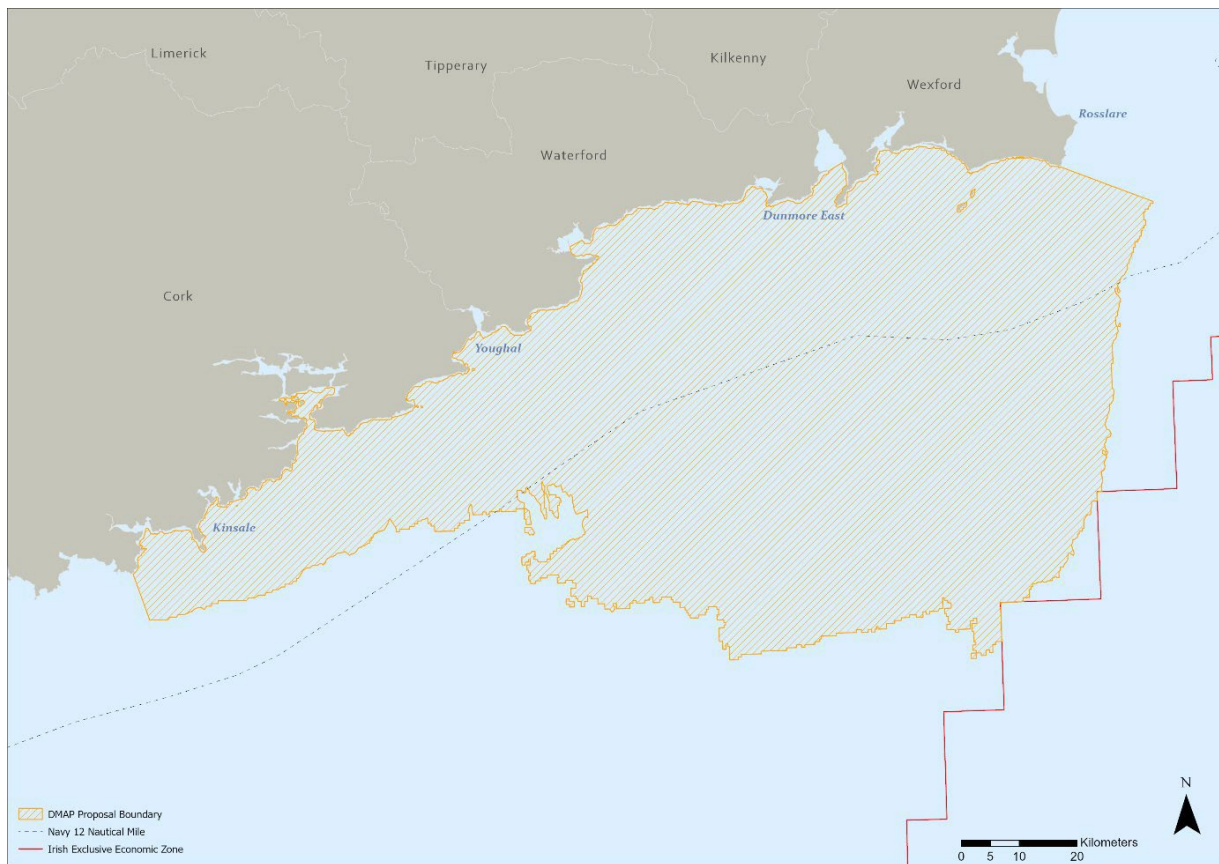 Limerick
Tipperary
Kilkenny
Wexford
Rosslare
Waterford
Dunmore East
Cork
Youghal
Kinsale
DMAP Proposal Boundary
Navy 12 Nautical Mile
Irish Exclusive Economic Zone
N
Kilometers
0 5 10 20